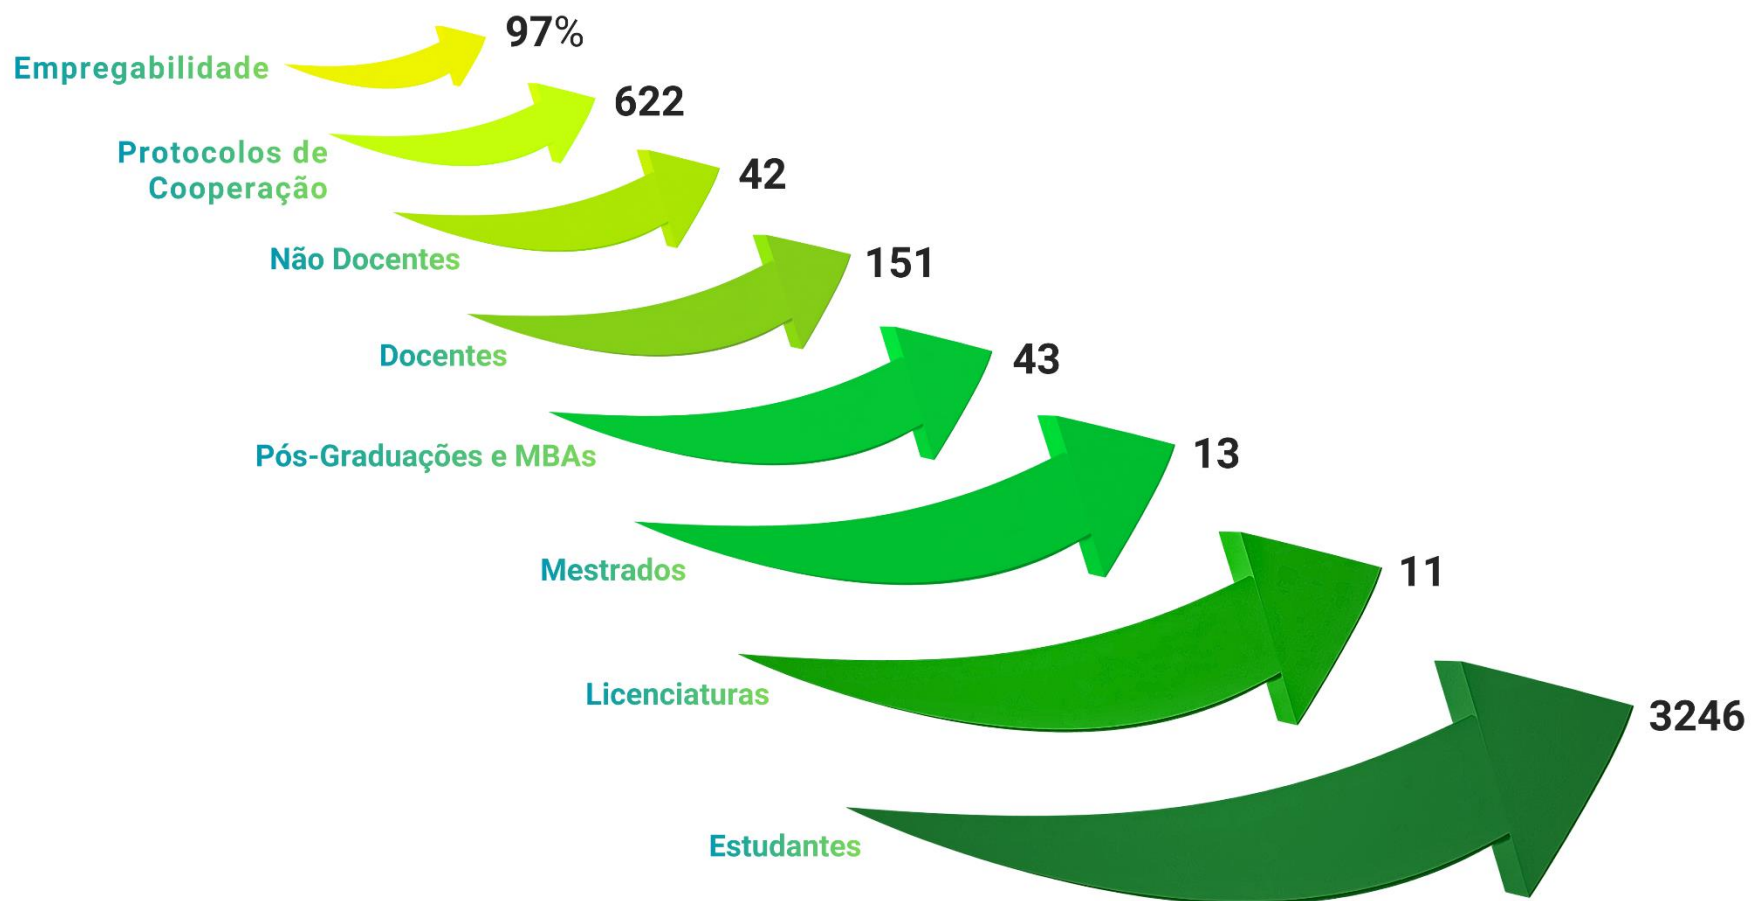 Empregabilidade
97%
Protocolos de
Cooperação
622
Não Docentes
42
Docentes
151
Pós-Graduações e MBAs
43
Mestrados
13
Licenciaturas
11
Estudantes
3246